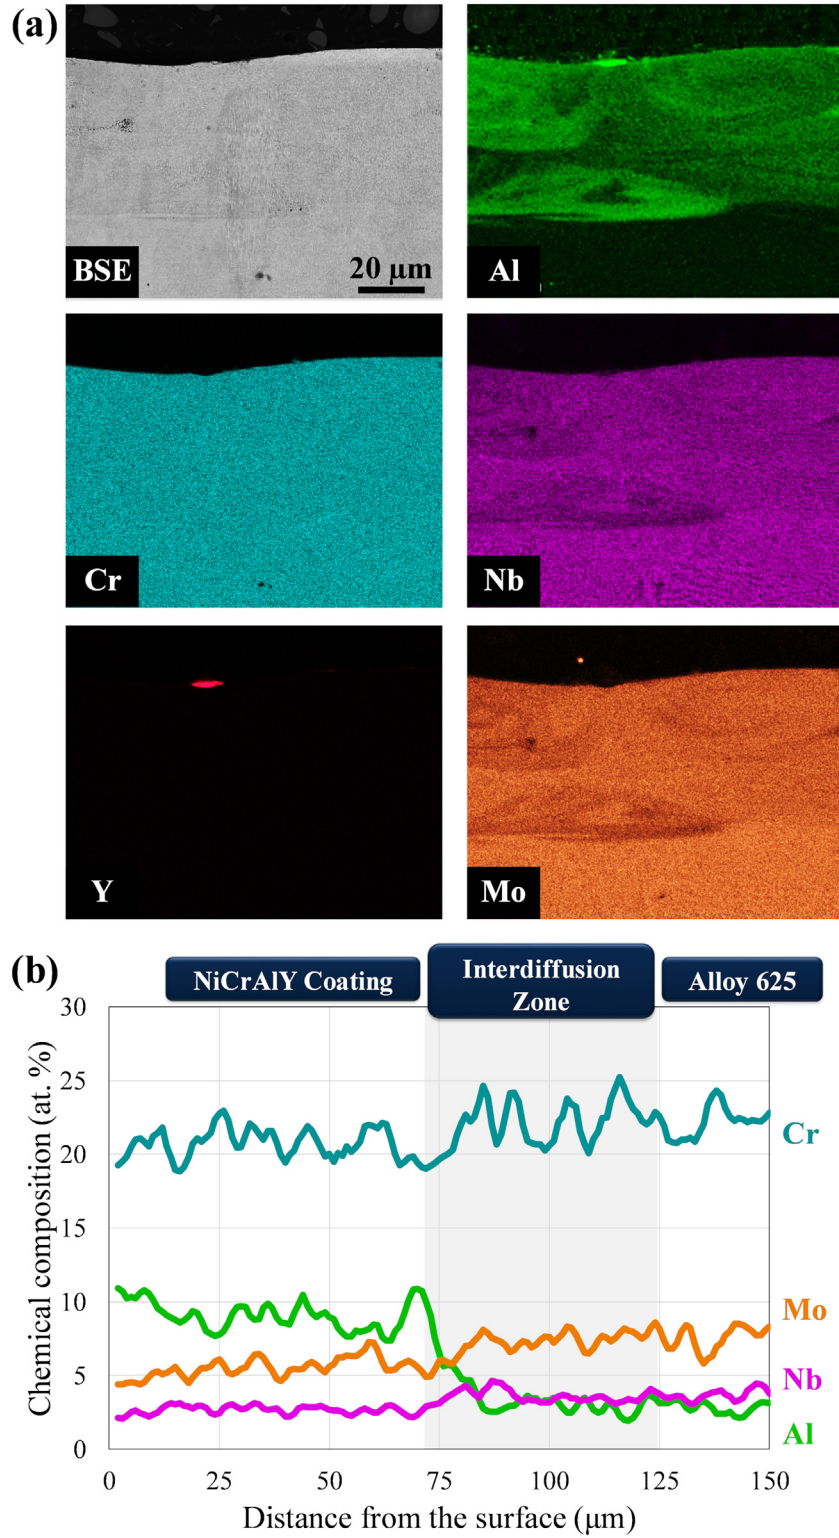 (a)
BSE
20 μm
Al
Cr
Nb
Y
Mo
(b)
NiCrAlY Coating
Interdiffusion
Zone
Alloy 625
Chemical composition (at. %)
30
25
20
15
10
5
0
Cr
Mo
Nb
Al
0
25
50
75
100
125
150
Distance from the surface (μm)